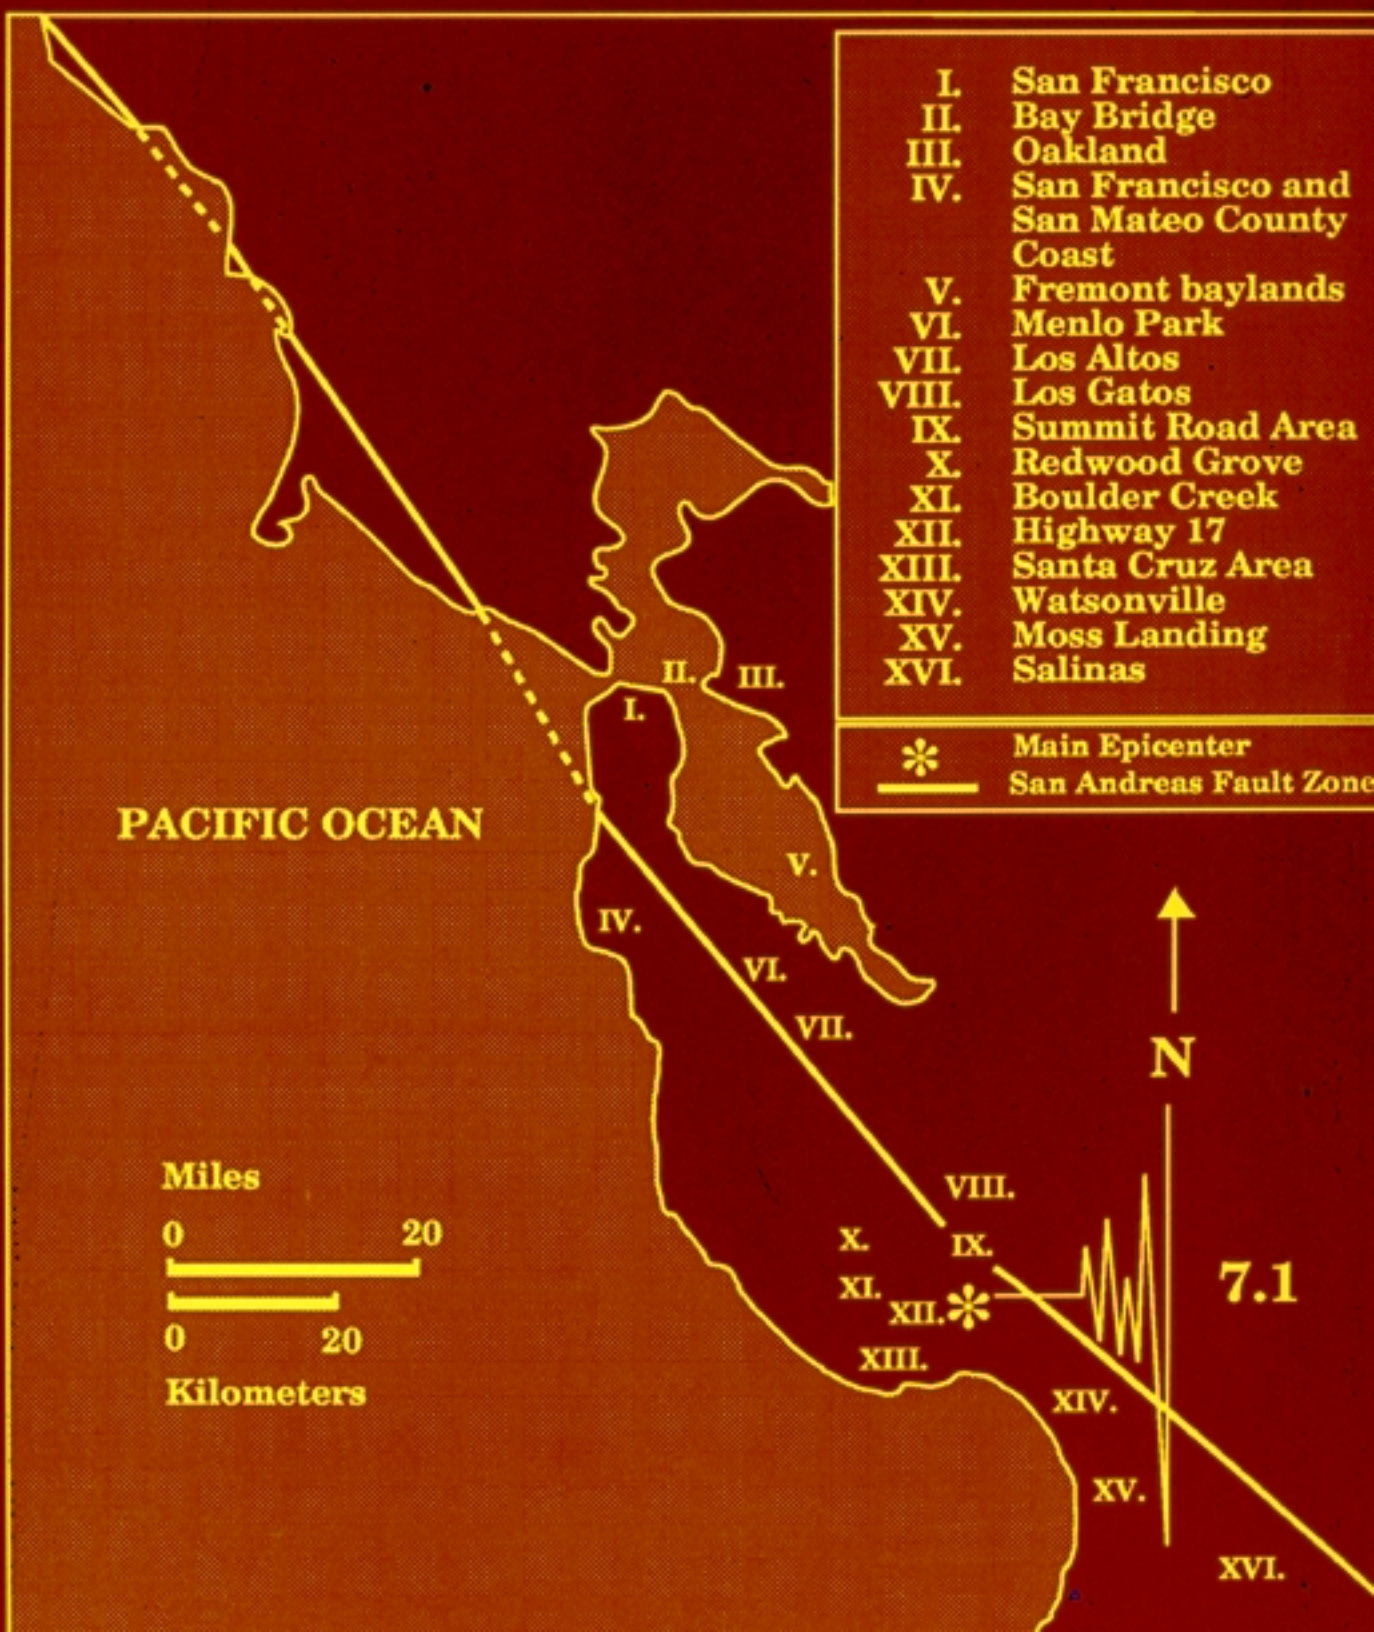 I. San Francisco
II. Bay Bridge
III. Oakland
IV. San Francisco and
San Mateo County
Coast
V. Fremont baylands
VI. Menlo Park
VII. Los Altos
VIII. Los Gatos
IX. Summit Road Area
X. Redwood Grove
XI. Boulder Creek
XII. Highway 17
XIII. Santa Cruz Area
XIV. Watsonville
XV. Moss Landing
XVI. Salinas
Main Epicenter
San Andreas Fault Zone
II.
III.
I.
PACIFIC OCEAN
V.
IV.
VI.
VII.
N
Miles
0 20
0 20
Kilometers
VIII.
X.
IX.
XI.
XII.
7.1
XIII.
XIV.
XV.
XVI.